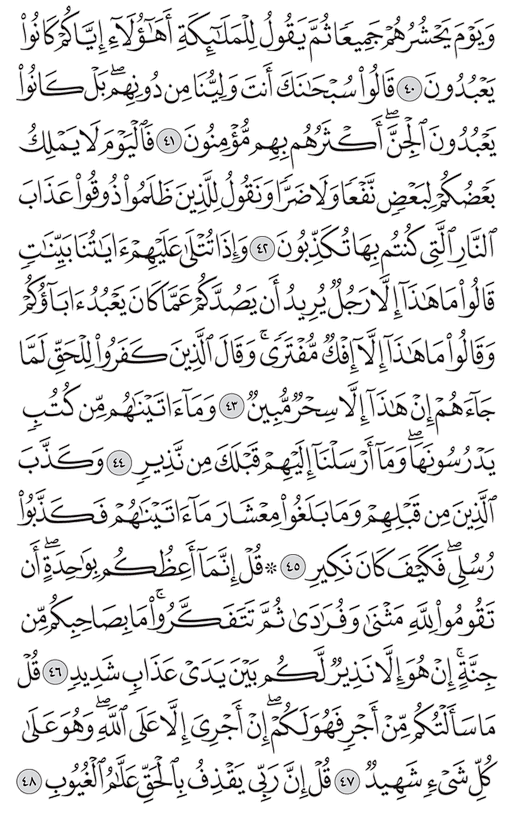 وَيَوْمَ يَحْشُرُهُمْ جَمِيعًا ثُمَّ يَقُولُ لِلْمَلَٰٓئِكَةِ أَهَٰٓؤُلَآءِ إِيَّاكُمْ كَانُوا۟
يَعْبُدُونَ ٤٠ قَالُوا۟ سُبْحَٰنَكَ أَنتَ وَلِيُّنَا مِن دُونِهِم ۖ بَلْ كَانُوا۟
يَعْبُدُونَ ٱلْجِنَّ ۖ أَكْثَرُهُم بِهِم مُّؤْمِنُونَ ٤١ فَٱلْيَوْمَ لَا يَمْلِكُ
بَعْضُكُمْ لِبَعْضٍ نَّفْعًا وَلَا ضَرًّا وَنَقُولُ لِلَّذِينَ ظَلَمُوا۟ ذُوقُوا۟ عَذَابَ
ٱلنَّارِ ٱلَّتِى كُنتُم بِهَا تُكَذِّبُونَ ٤٢ وَإِذَا تُتْلَىٰ عَلَيْهِمْ ءَايَٰتُنَا بَيِّنَٰتٍ
قَالُوا۟ مَا هَٰذَآ إِلَّا رَجُلٌ يُرِيدُ أَن يَصُدَّكُمْ عَمَّا كَانَ يَعْبُدُ ءَابَآؤُكُمْ
وَقَالُوا۟ مَا هَٰذَآ إِلَّآ إِفْكٌ مُّفْتَرًى ۚ وَقَالَ ٱلَّذِينَ كَفَرُوا۟ لِلْحَقِّ لَمَّا
جَآءَهُمْ إِنْ هَٰذَآ إِلَّا سِحْرٌ مُّبِينٌ ٤٣ وَمَآ ءَاتَيْنَٰهُم مِّن كُتُبٍ
يَدْرُسُونَهَا ۖ وَمَآ أَرْسَلْنَآ إِلَيْهِمْ قَبْلَكَ مِن نَّذِيرٍ ٤٤ وَكَذَّبَ
ٱلَّذِينَ مِن قَبْلِهِمْ وَمَا بَلَغُوا۟ مِعْشَارَ مَآ ءَاتَيْنَٰهُمْ فَكَذَّبُوا۟
رُسُلِى ۖ فَكَيْفَ كَانَ نَكِيرِ ٤٥ ۞ قُلْ إِنَّمَآ أَعِظُكُم بِوَٰحِدَةٍ ۖ أَن
تَقُومُوا۟ لِلَّهِ مَثْنَىٰ وَفُرَٰدَىٰ ثُمَّ تَتَفَكَّرُوا۟ ۚ مَا بِصَاحِبِكُم مِّن
جِنَّةٍ ۚ إِنْ هُوَ إِلَّا نَذِيرٌ لَّكُم بَيْنَ يَدَىْ عَذَابٍ شَدِيدٍ ٤٦ قُلْ
مَا سَأَلْتُكُم مِّنْ أَجْرٍ فَهُوَ لَكُمْ ۖ إِنْ أَجْرِىَ إِلَّا عَلَى ٱللَّهِ ۖ وَهُوَ عَلَىٰ
كُلِّ شَىْءٍ شَهِيدٌ ٤٧ قُلْ إِنَّ رَبِّى يَقْذِفُ بِٱلْحَقِّ عَلَّٰمُ ٱلْغُيُوبِ ٤٨